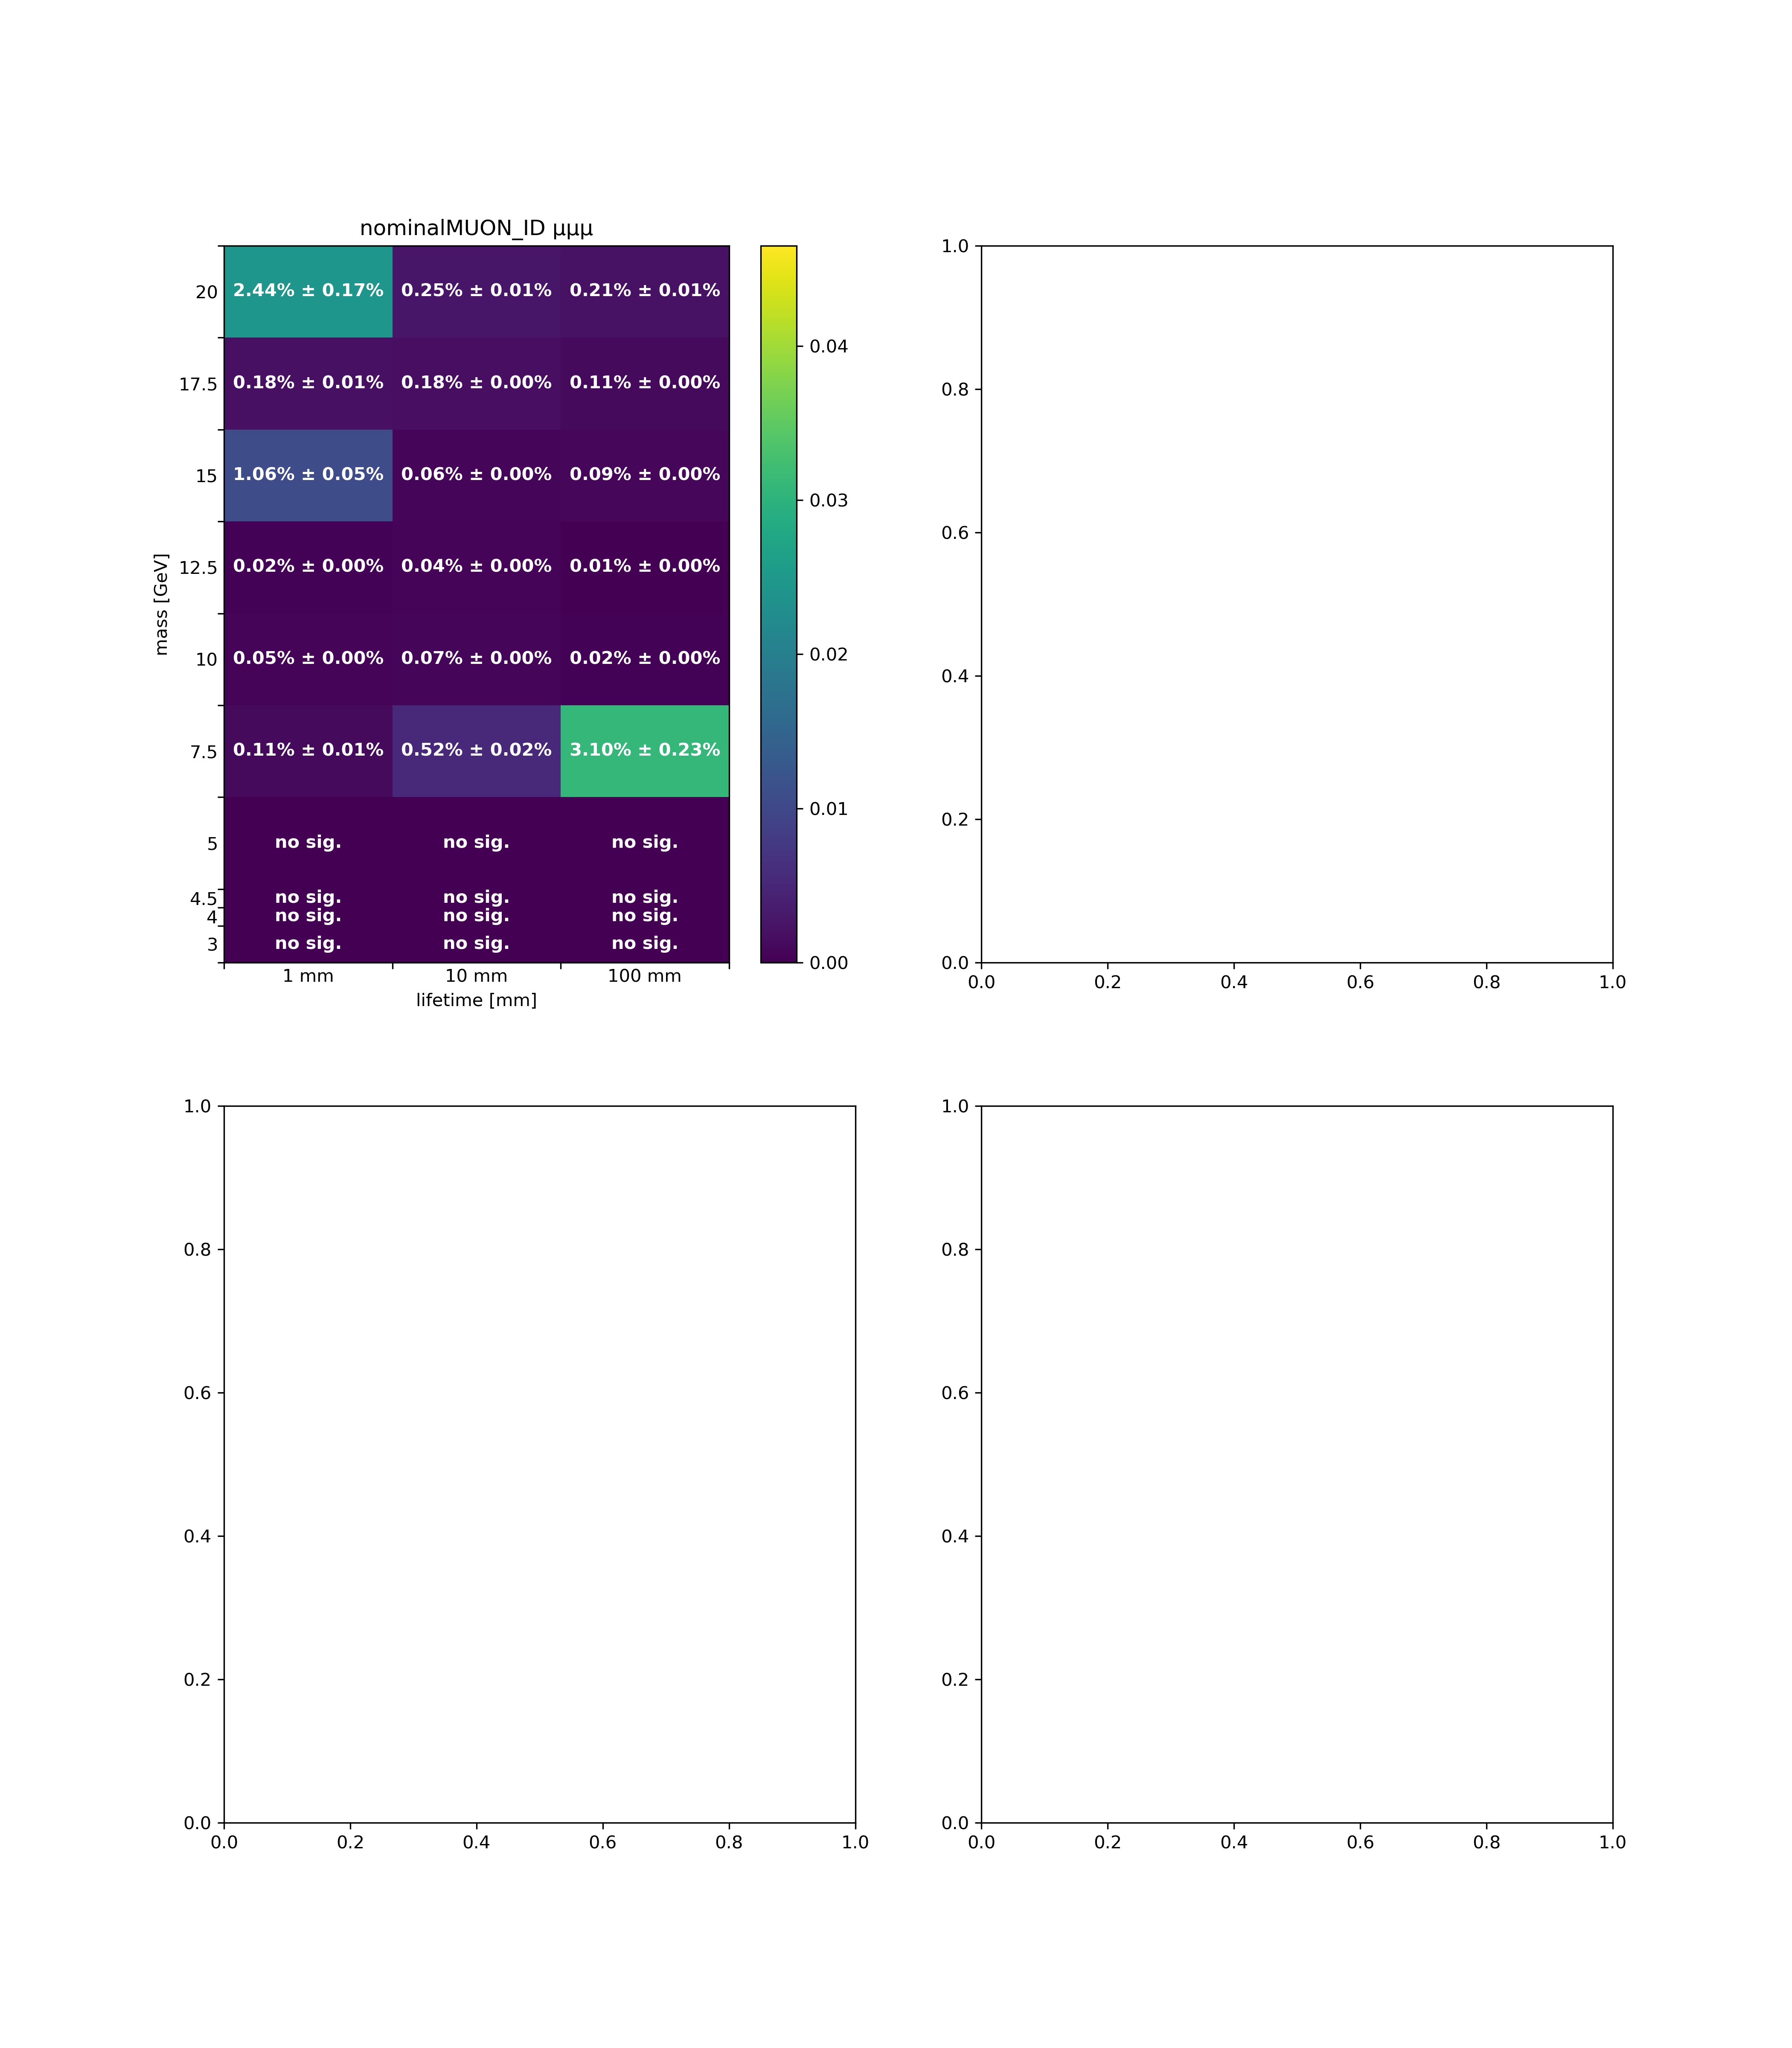 nominalMUON_ID μμμ
mass [GeV]
20 2.44% ± 0.17% 0.25% ± 0.01% 0.21% ± 0.01%
17.5 0.18% ± 0.01% 0.18% ± 0.00% 0.11% ± 0.00%
15 1.06% ± 0.05% 0.06% ± 0.00% 0.09% ± 0.00%
12.5 0.02% ± 0.00% 0.04% ± 0.00% 0.01% ± 0.00%
10 0.05% ± 0.00% 0.07% ± 0.00% 0.02% ± 0.00%
7.5 0.11% ± 0.01% 0.52% ± 0.02% 3.10% ± 0.23%
5 no sig. no sig. no sig.
4.5 no sig. no sig. no sig.
4 no sig. no sig. no sig.
3 no sig. no sig. no sig.
1 mm 10 mm 100 mm
lifetime [mm]
0.04
0.03
0.02
0.01
0.00
1.0
0.8
0.6
0.4
0.2
0.0
0.0 0.2 0.4 0.6 0.8 1.0
1.0
0.8
0.6
0.4
0.2
0.0
0.0 0.2 0.4 0.6 0.8 1.0
1.0
0.8
0.6
0.4
0.2
0.0
0.0 0.2 0.4 0.6 0.8 1.0